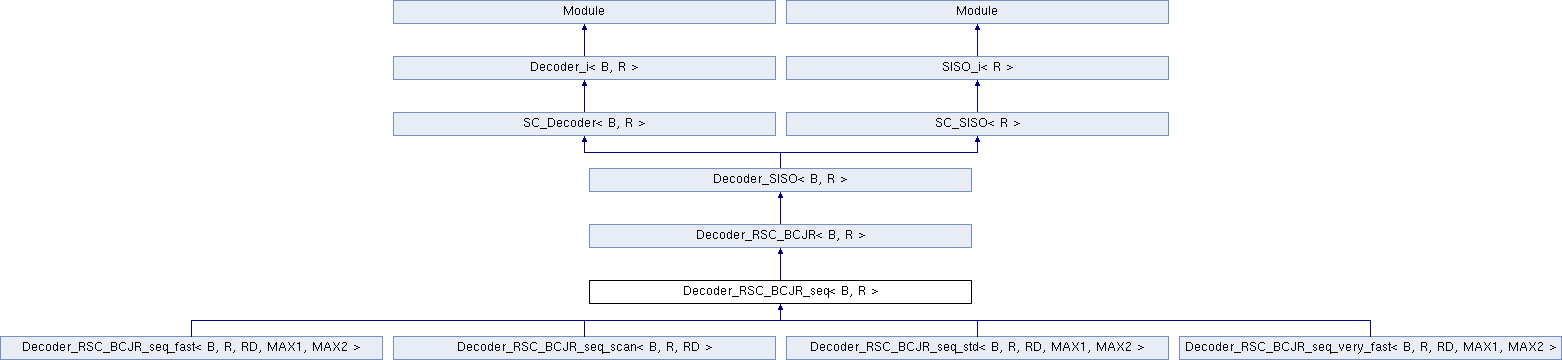 Module
Module
Decoder_i< B, R >
SISO_i< R >
SC_Decoder< B, R >
SC_SISO< R >
Decoder_SISO< B, R >
Decoder_RSC_BCJR< B, R >
Decoder_RSC_BCJR_seq< B, R >
Decoder_RSC_BCJR_seq_fast< B, R, RD, MAX1, MAX2 >
Decoder_RSC_BCJR_seq_scan< B, R, RD >
Decoder_RSC_BCJR_seq_std< B, R, RD, MAX1, MAX2 >
Decoder_RSC_BCJR_seq_very_fast< B, R, RD, MAX1, MAX2 >